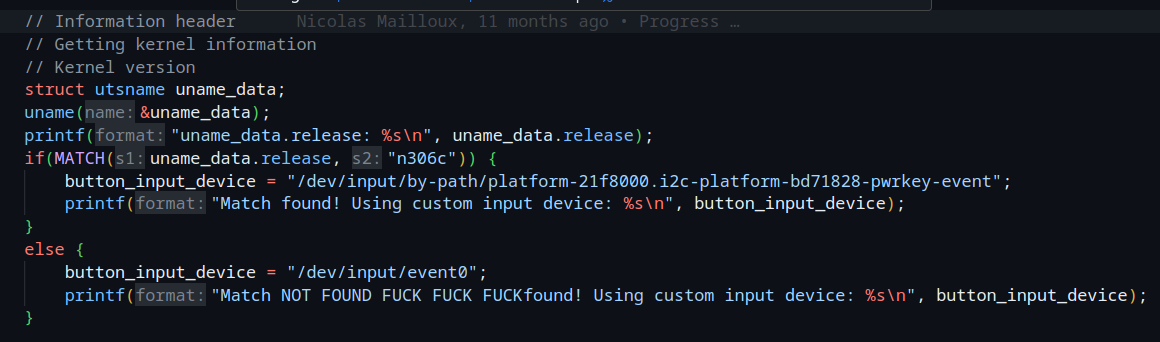 // Information header Nicolas Mailloux, 11 months ago • Progress …
// Getting kernel information
// Kernel version
struct utsname uname_data;
uname(name: &uname_data);
printf(format: "uname_data.release: %s\n", uname_data.release);
if(MATCH(s1: uname_data.release, s2: "n306c")) {
    button_input_device = "/dev/input/by-path/platform-21f8000.i2c-platform-bd71828-pwrkey-event";
    printf(format: "Match found! Using custom input device: %s\n", button_input_device);
}
else {
    button_input_device = "/dev/input/event0";
    printf(format: "Match NOT FOUND FUCK FUCK FUCKfound! Using custom input device: %s\n", button_input_device);
}